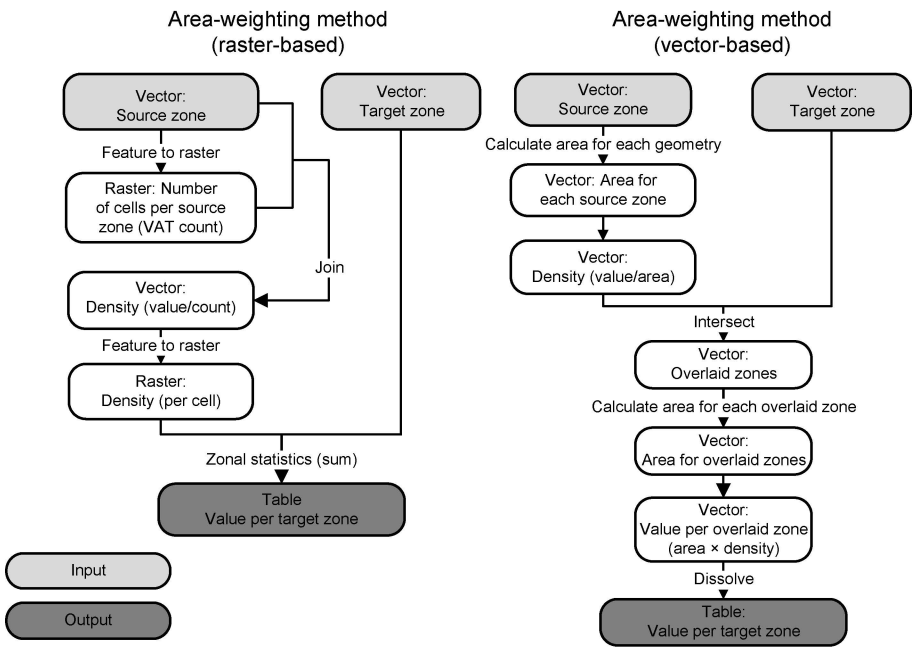 Area-weighting method
(raster-based)
Vector:
Source zone
Vector:
Target zone
Feature to raster
Raster: Number
of cells per source
zone (VAT count)
Join
Vector:
Density (value/count)
Feature to raster
Raster:
Density (per cell)
Zonal statistics (sum)
Table
Value per target zone
Input
Output
Area-weighting method
(vector-based)
Vector:
Source zone
Vector:
Target zone
Calculate area for each geometry
Vector: Area for
each source zone
Vector:
Density (value/area)
Intersect
Vector:
Overlaid zones
Calculate area for each overlaid zone
Vector:
Area for overlaid zones
Vector:
Value per overlaid zone
(area × density)
Dissolve
Table:
Value per target zone